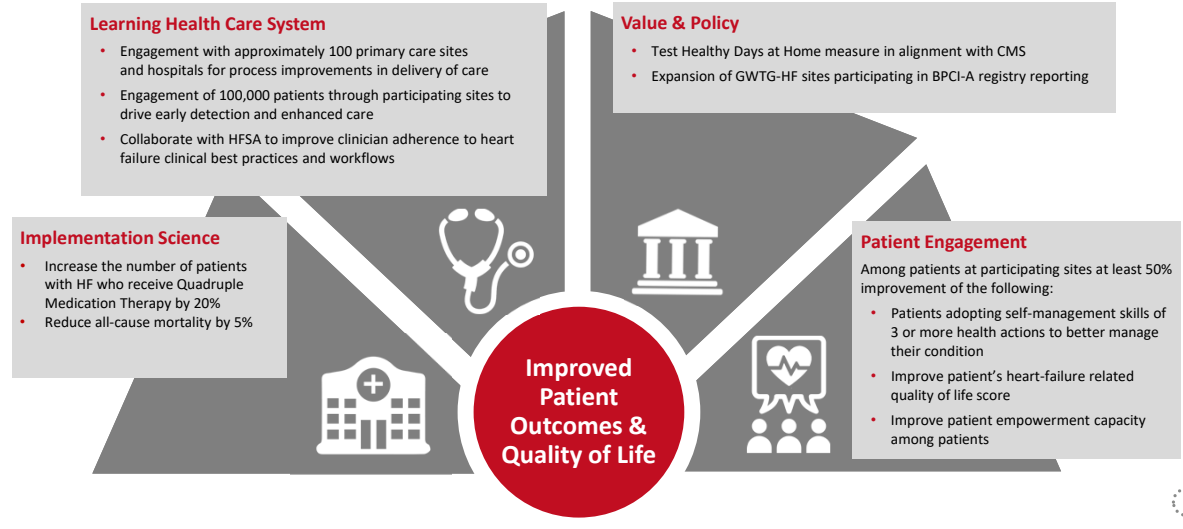 Learning Health Care System
• Engagement with approximately 100 primary care sites
and hospitals for process improvements in delivery of care
• Engagement of 100,000 patients through participating sites to
drive early detection and enhanced care
• Collaborate with HFSA to improve clinician adherence to heart
failure clinical best practices and workflows
Value & Policy
• Test Healthy Days at Home measure in alignment with CMS
• Expansion of GWTG-HF sites participating in BPCI-A registry reporting
Implementation Science
• Increase the number of patients
with HF who receive Quadruple
Medication Therapy by 20%
• Reduce all-cause mortality by 5%
Patient Engagement
Among patients at participating sites at least 50%
improvement of the following:
• Patients adopting self-management skills of
3 or more health actions to better manage
their condition
• Improve patient’s heart-failure related
quality of life score
• Improve patient empowerment capacity
among patients
Improved
Patient
Outcomes &
Quality of Life